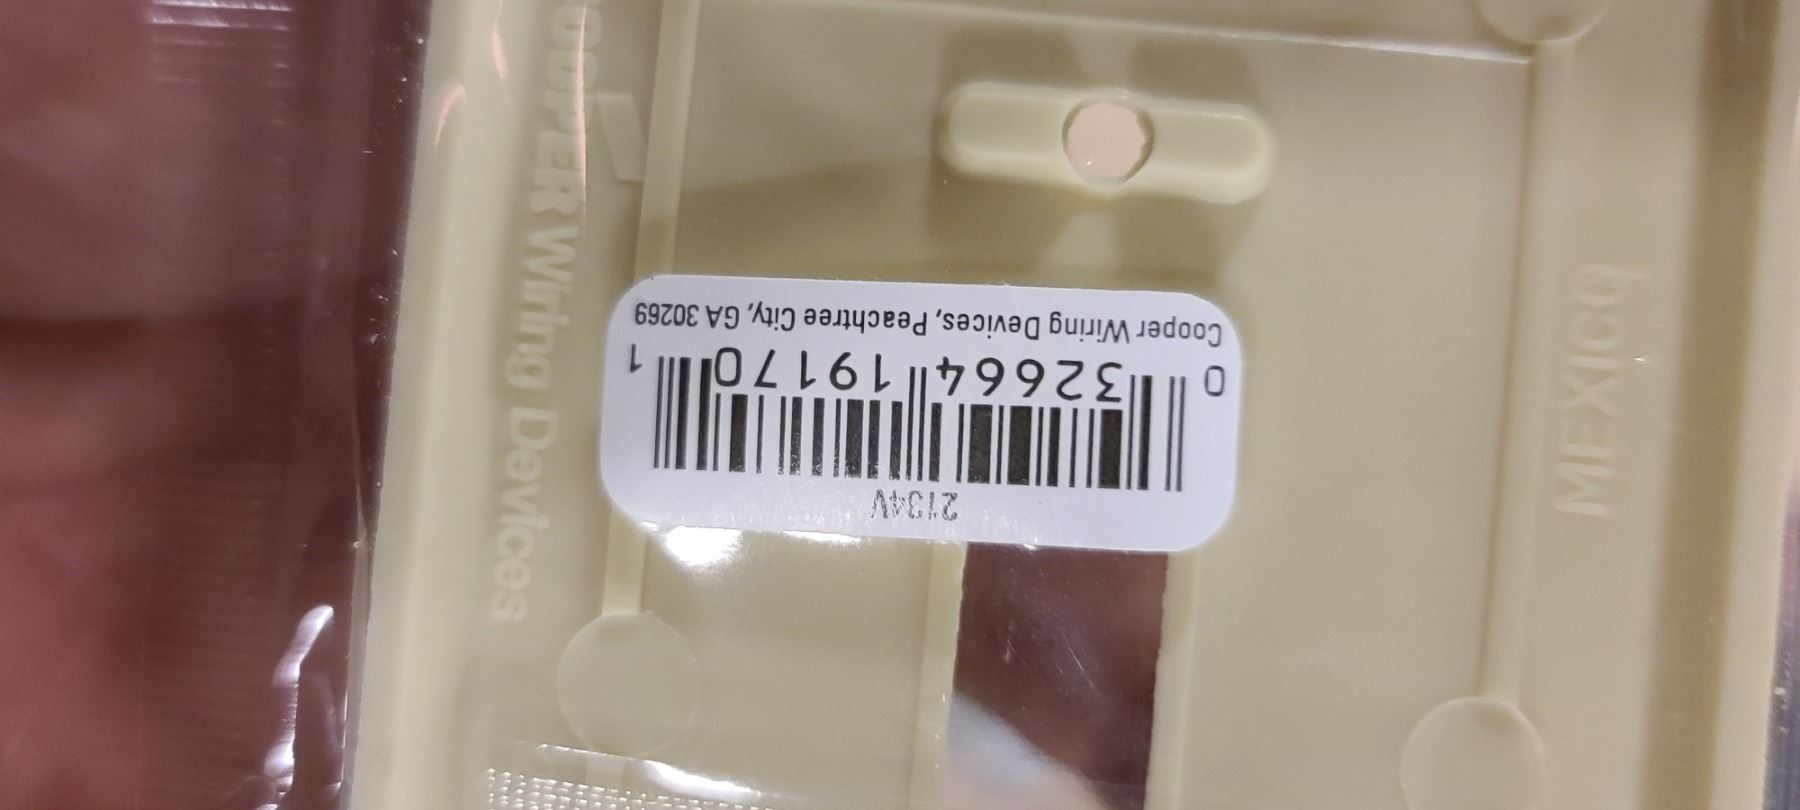 2134V
0 32664 19170 1
Cooper Wiring Devices, Peachtree City, GA 30269
COOPER Wiring Devices
MEXICO